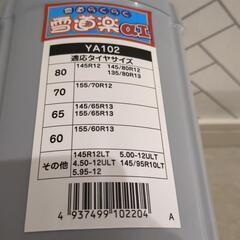 雪道楽αI
YA102
適応タイヤサイズ
80 145R12 145/80R12
135/80R13
70 155/70R12
65 145/65R13
155/65R13
60 155/60R13
その他 145R12LT 5.00-12ULT
4.50-12ULT 145/95R10LT
5.95-12
4 937499 102204 A